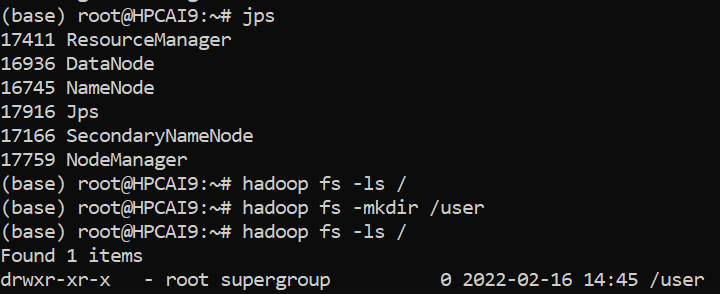 (base) root@HPCAI9:~# jps
17411 ResourceManager
16936 DataNode
16745 NameNode
17916 Jps
17166 SecondaryNameNode
17759 NodeManager
(base) root@HPCAI9:~# hadoop fs -ls /
(base) root@HPCAI9:~# hadoop fs -mkdir /user
(base) root@HPCAI9:~# hadoop fs -ls /
Found 1 items
drwxr-xr-x   - root supergroup          0 2022-02-16 14:45 /user